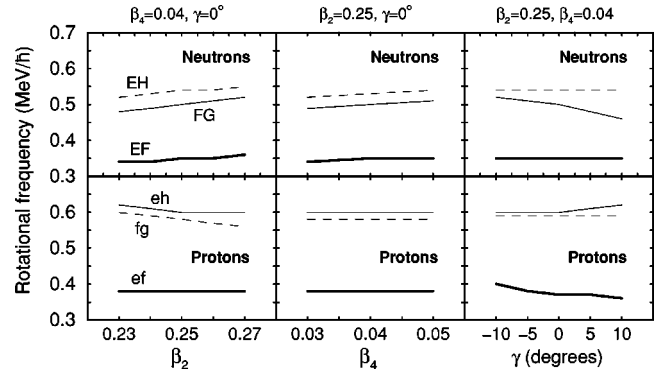 β₄=0.04, γ=0° β₂=0.25, γ=0° β₂=0.25, β₄=0.04
Rotational frequency (MeV/ħ)
0.7
0.6
0.5
0.4
0.3
Neutrons
EH
FG
EF
Neutrons
Neutrons
0.6
0.5
0.4
0.3
eh
fg
Protons
ef
Protons
Protons
0.23 0.25 0.27 0.03 0.04 0.05 -10 -5 0 5 10
β₂ β₄ γ (degrees)